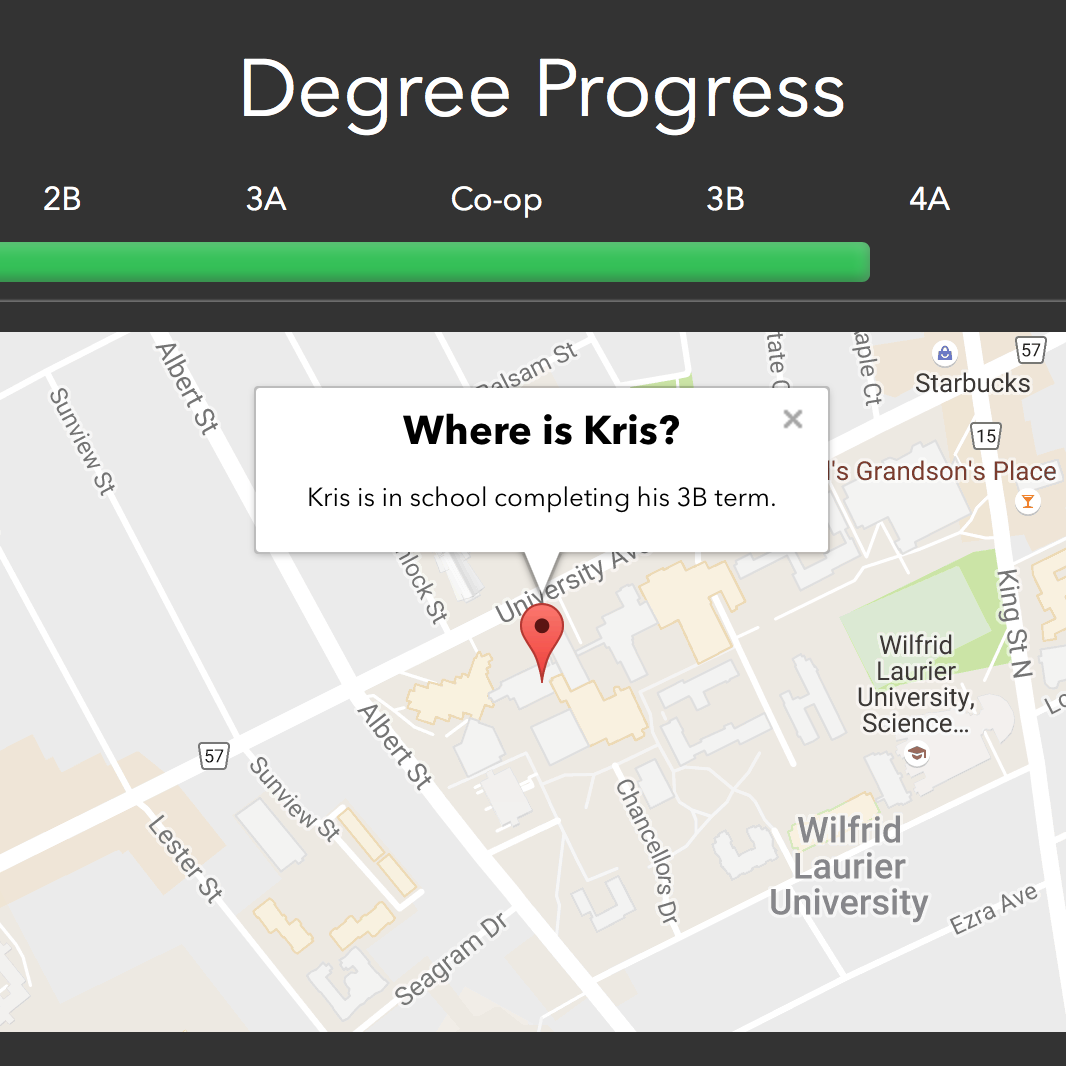 Degree Progress
2B 3A Co-op 3B 4A
Albert St
Sunview St
Balsam St
tate C
aple Ct
57
Starbucks
15
Where is Kris?
×
Kris is in school completing his 3B term.
l's Grandson's Place
nlock St
University Ave
King St N
Wilfrid
Laurier
University,
Science...
Albert St
57
Sunview St
Lester St
Chancellors Dr
Wilfrid
Laurier
University
Ezra Ave
Seagram Dr
Lo